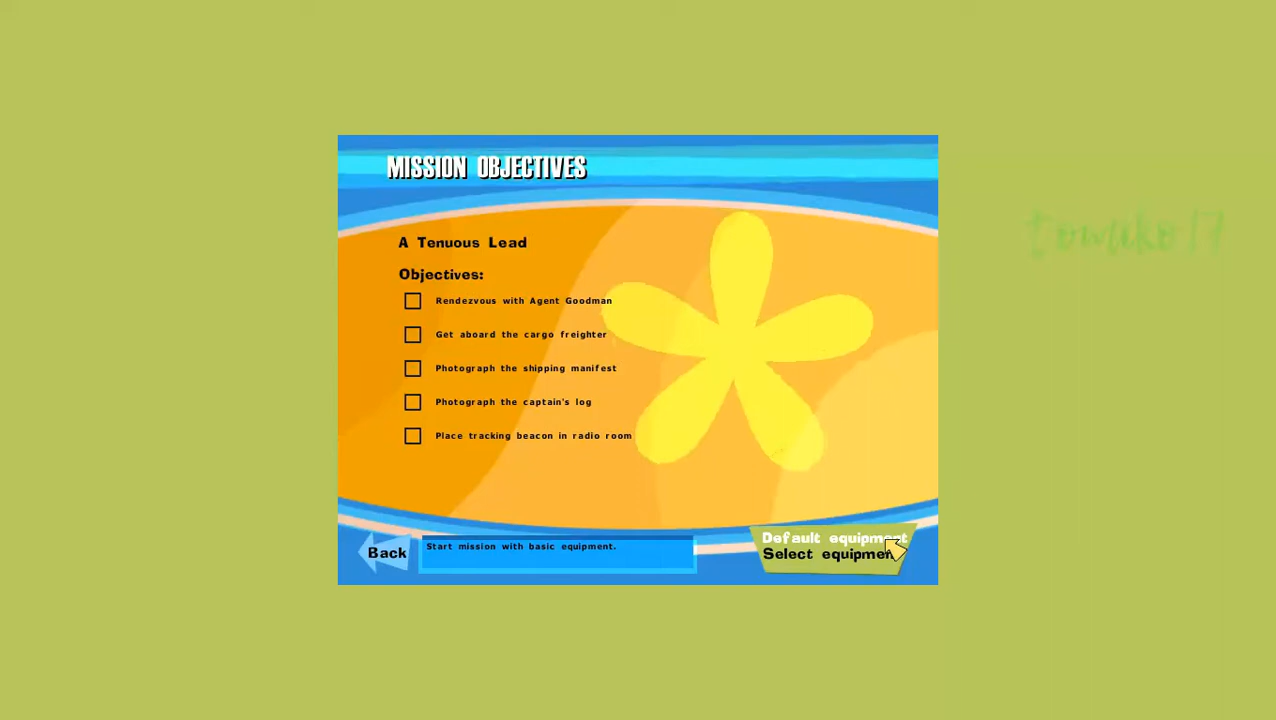 MISSION OBJECTIVES
A Tenuous Lead
Objectives:
Rendezvous with Agent Goodman
Get aboard the cargo freighter
Photograph the shipping manifest
Photograph the captain's log
Place tracking beacon in radio room
Back
Start mission with basic equipment.
Default equipment
Select equipment